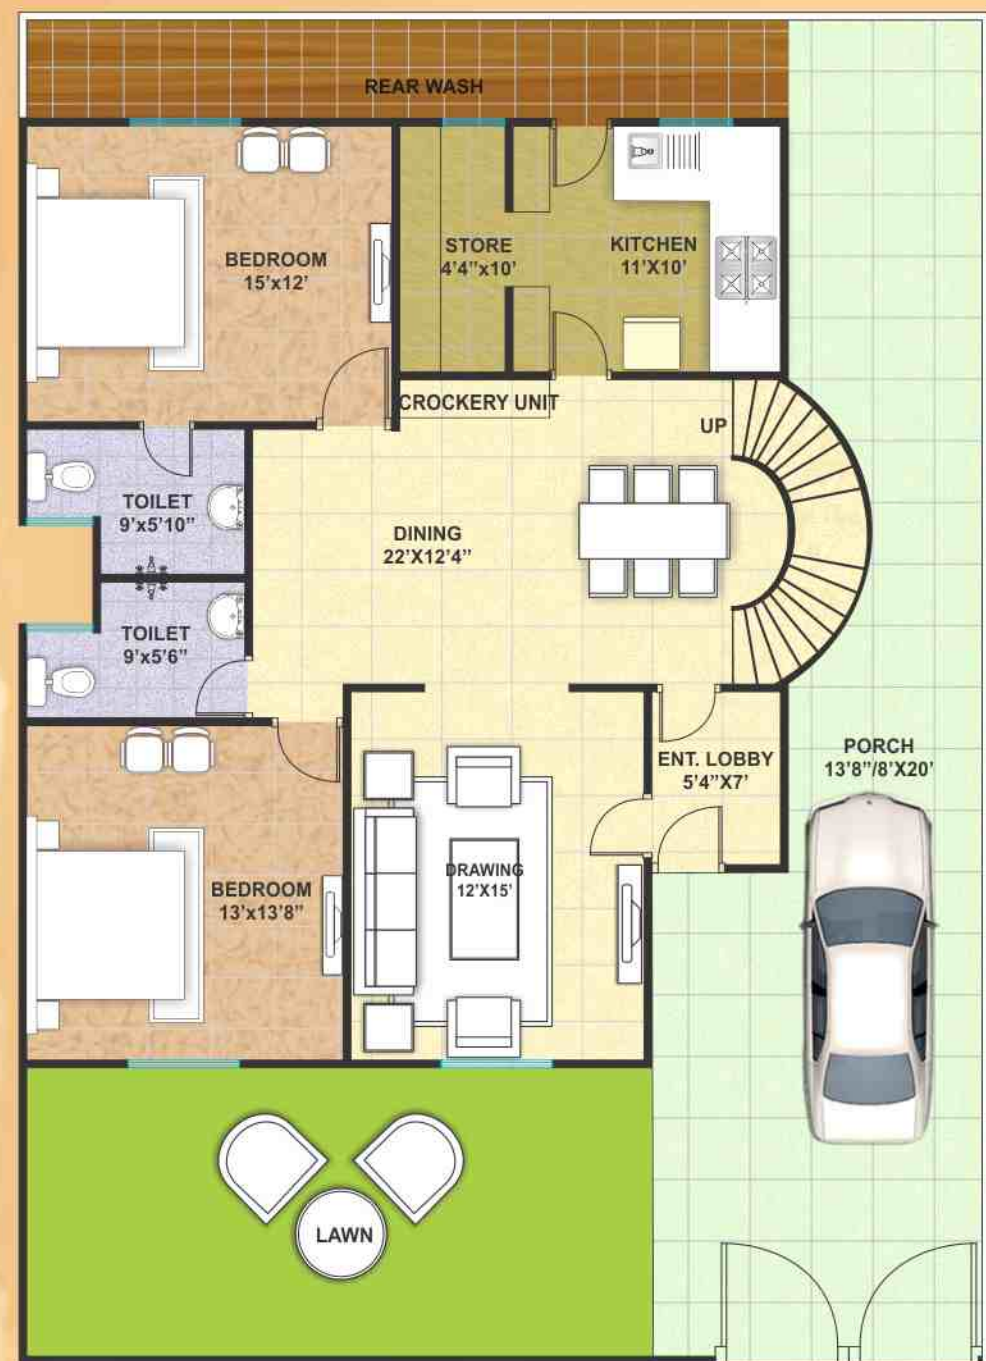 REAR WASH
BEDROOM
15'x12'
STORE
4'4"x10'
KITCHEN
11'X10'
CROCKERY UNIT
UP
TOILET
9'x5'10"
DINING
22'X12'4"
TOILET
9'x5'6"
ENT. LOBBY
5'4"X7'
PORCH
13'8"/8'X20'
BEDROOM
13'x13'8"
DRAWING
12'X15'
LAWN